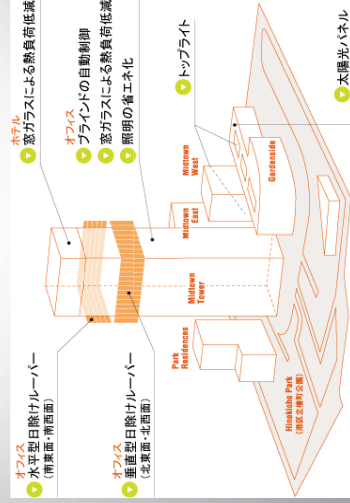 ホテル
窓ガラスによる熱負荷低減
オフィス
ブラインドの自動制御
窓ガラスによる熱負荷低減
照明の省エネ化
トップライト
太陽光パネル
オフィス
水平型日除けルーバー
(南東面・南西面)
オフィス
垂直型日除けルーバー
(北東面・北西面)
Park
Residences
Midtown
Tower
Midtown
East
Midtown
West
Gardenside
Hinokicho Park
(港区立檜町公園)